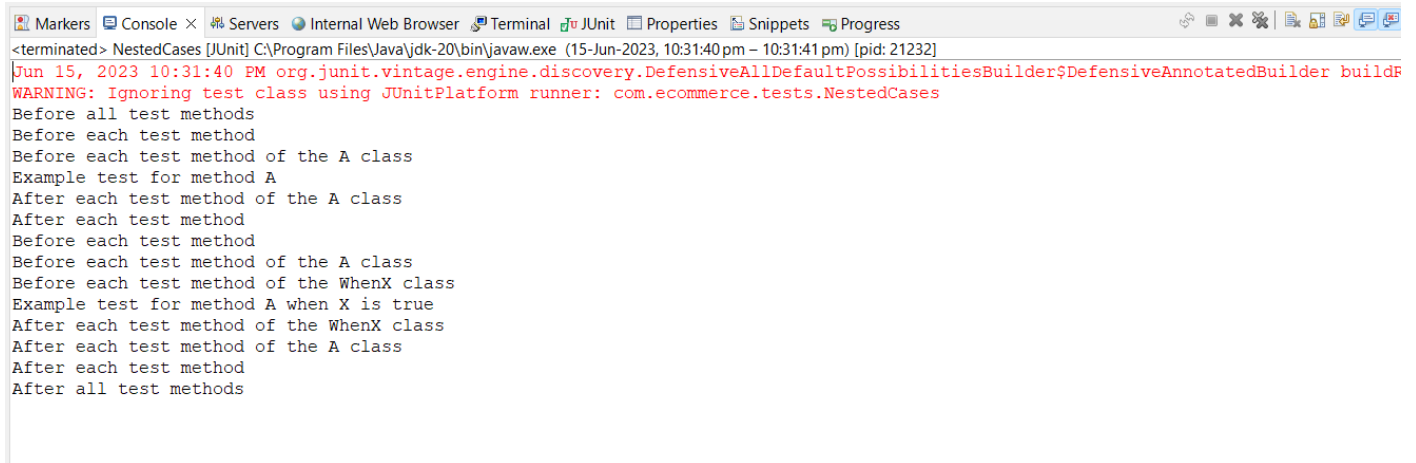 Markers Console × Servers Internal Web Browser Terminal JUnit Properties Snippets Progress
<terminated> NestedCases [JUnit] C:\Program Files\Java\jdk-20\bin\javaw.exe (15-Jun-2023, 10:31:40 pm – 10:31:41 pm) [pid: 21232]
Jun 15, 2023 10:31:40 PM org.junit.vintage.engine.discovery.DefensiveAllDefaultPossibilitiesBuilder$DefensiveAnnotatedBuilder buildR
WARNING: Ignoring test class using JUnitPlatform runner: com.ecommerce.tests.NestedCases
Before all test methods
Before each test method
Before each test method of the A class
Example test for method A
After each test method of the A class
After each test method
Before each test method
Before each test method of the A class
Before each test method of the WhenX class
Example test for method A when X is true
After each test method of the WhenX class
After each test method of the A class
After each test method
After all test methods